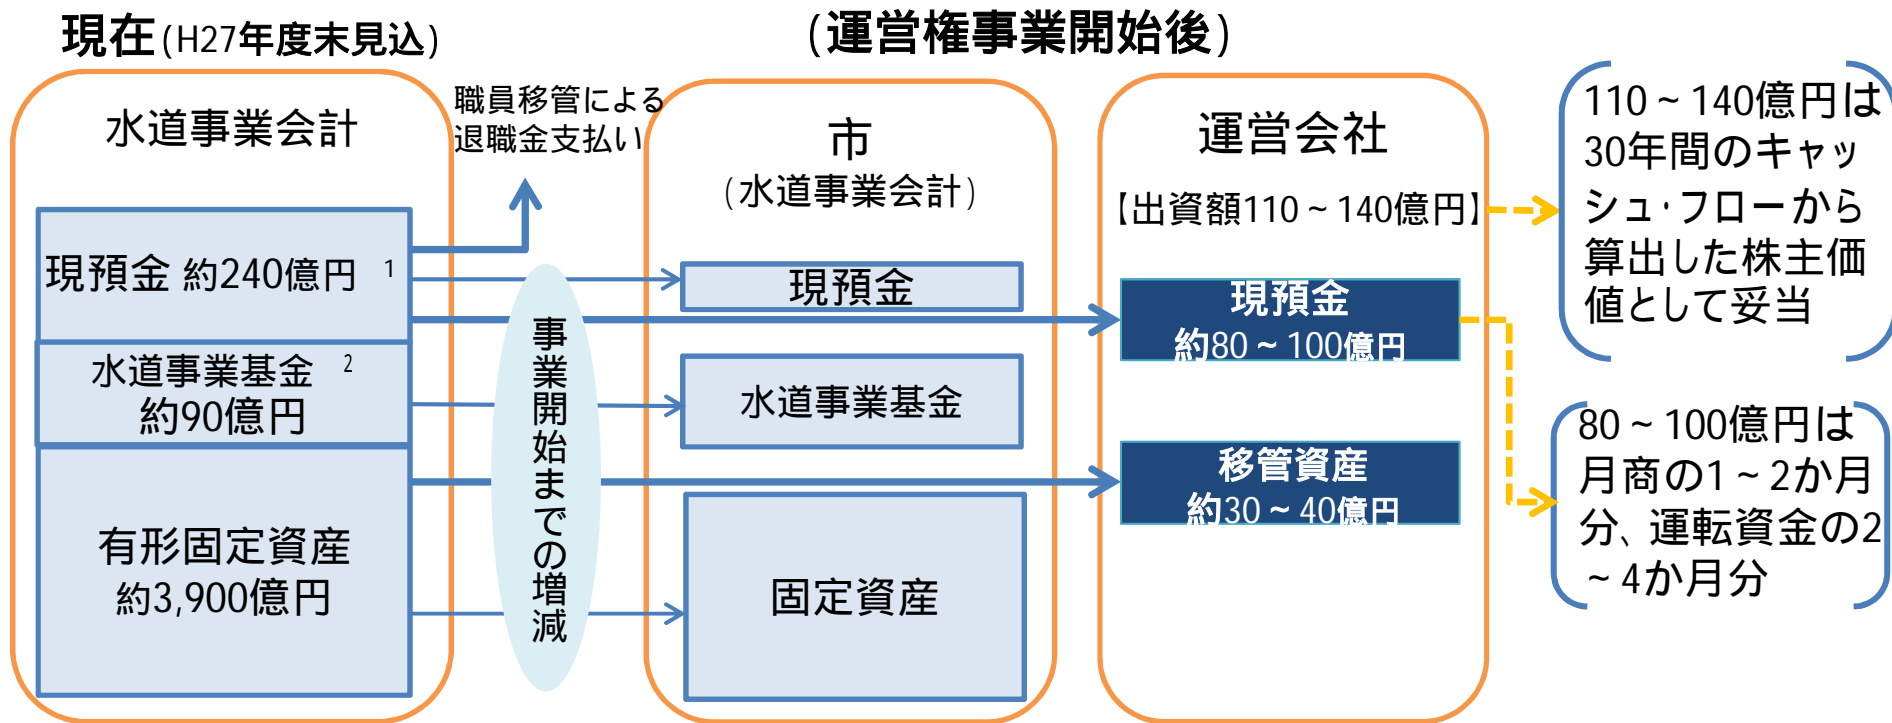 現在(H27年度末見込)
(運営権事業開始後)
水道事業会計
現預金 約240億円 1
水道事業基金 2
約90億円
有形固定資産
約3,900億円
職員移管による
退職金支払い
事業開始までの増減
市
(水道事業会計)
現預金
水道事業基金
固定資産
運営会社
【出資額110~140億円】
現預金
約80~100億円
移管資産
約30~40億円
110~140億円は
30年間のキャッ
シュ・フローから
算出した株主価
値として妥当
80~100億円は
月商の1~2か月
分、運転資金の2
~4か月分